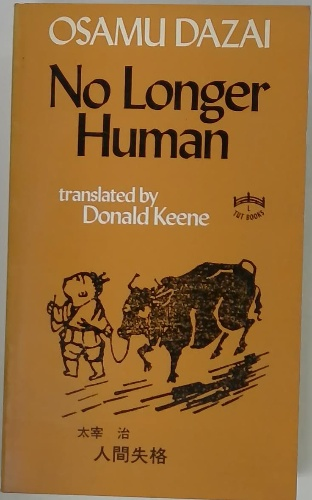 OSAMU DAZAI
No Longer
Human
translated by
Donald Keene
L
TUT BOOKS
太宰 治
人間失格